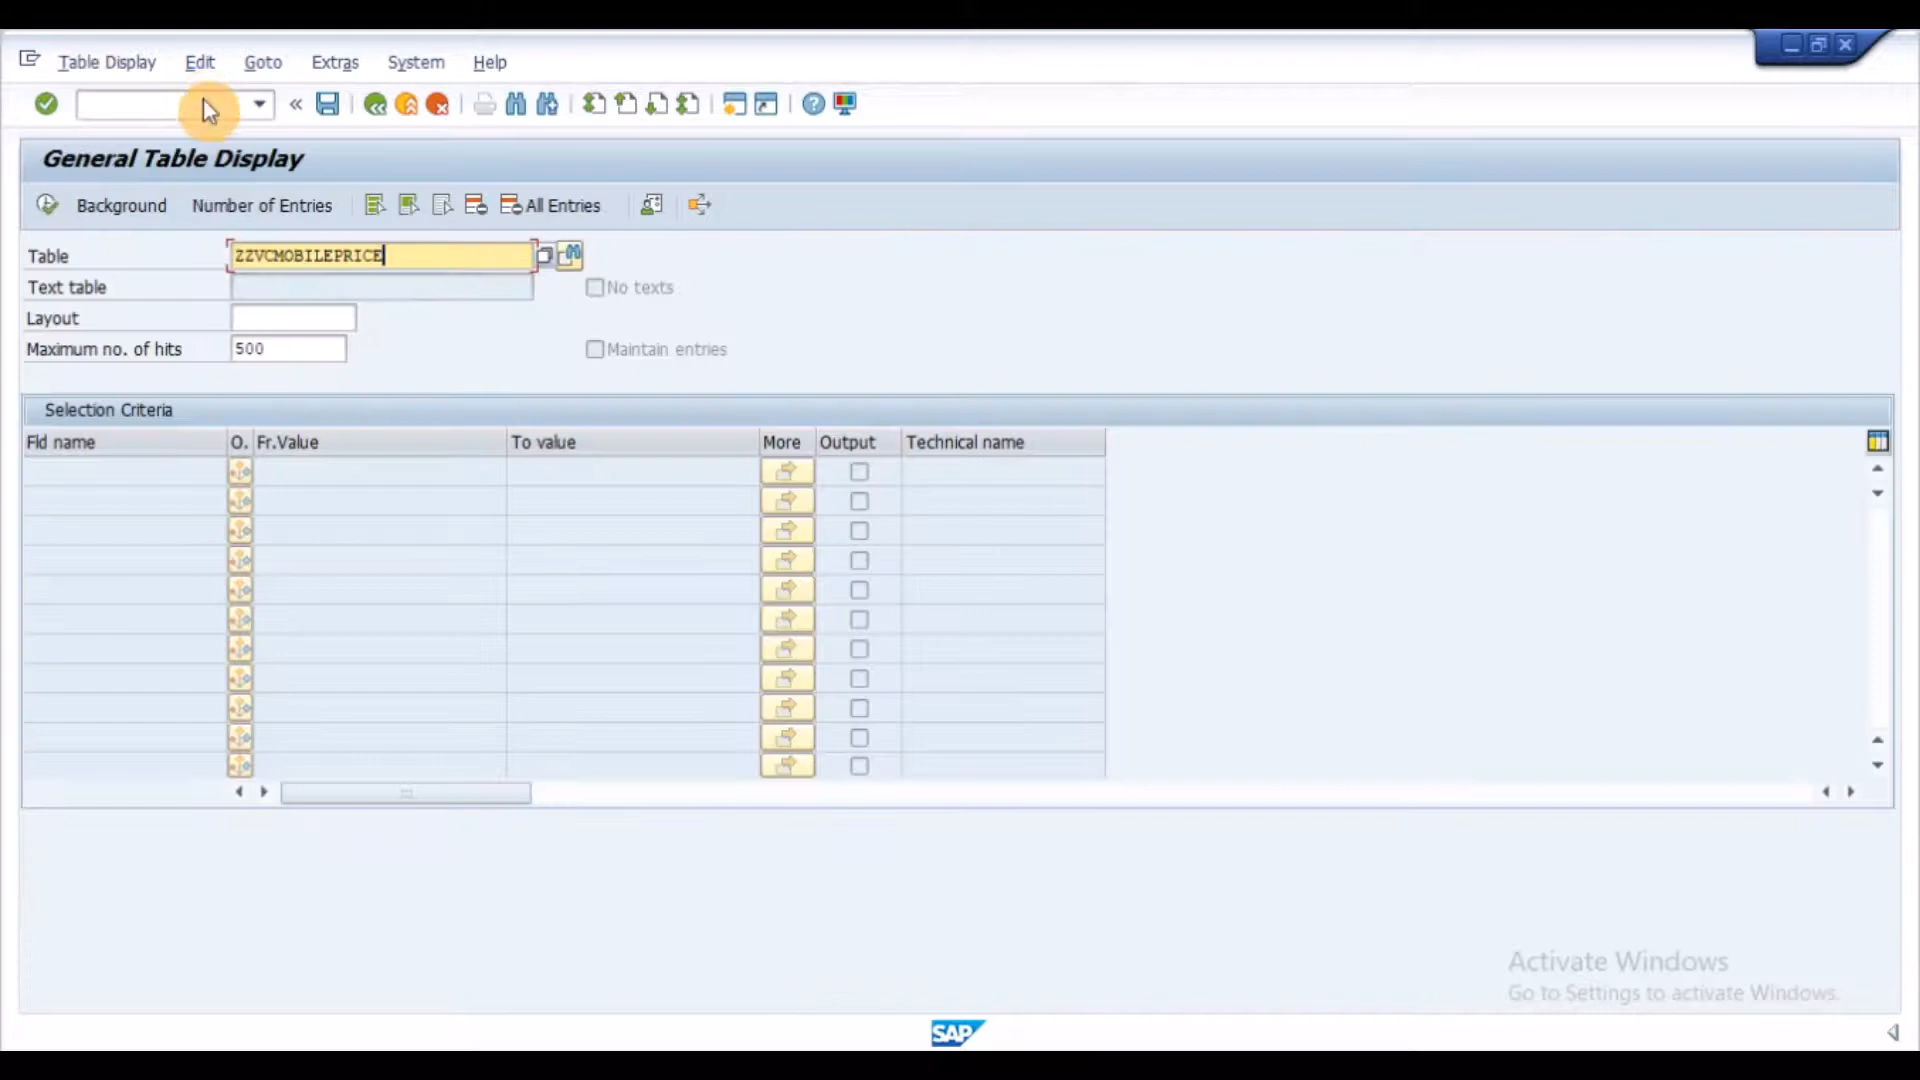 Table Display Edit Goto Extras System Help
General Table Display
Background Number of Entries All Entries
Table ZZVCMOBILEPRICE
Text table No texts
Layout
Maximum no. of hits 500 Maintain entries
Selection Criteria
Fld name O. Fr.Value To value More Output Technical name
Activate Windows
Go to Settings to activate Windows.
SAP